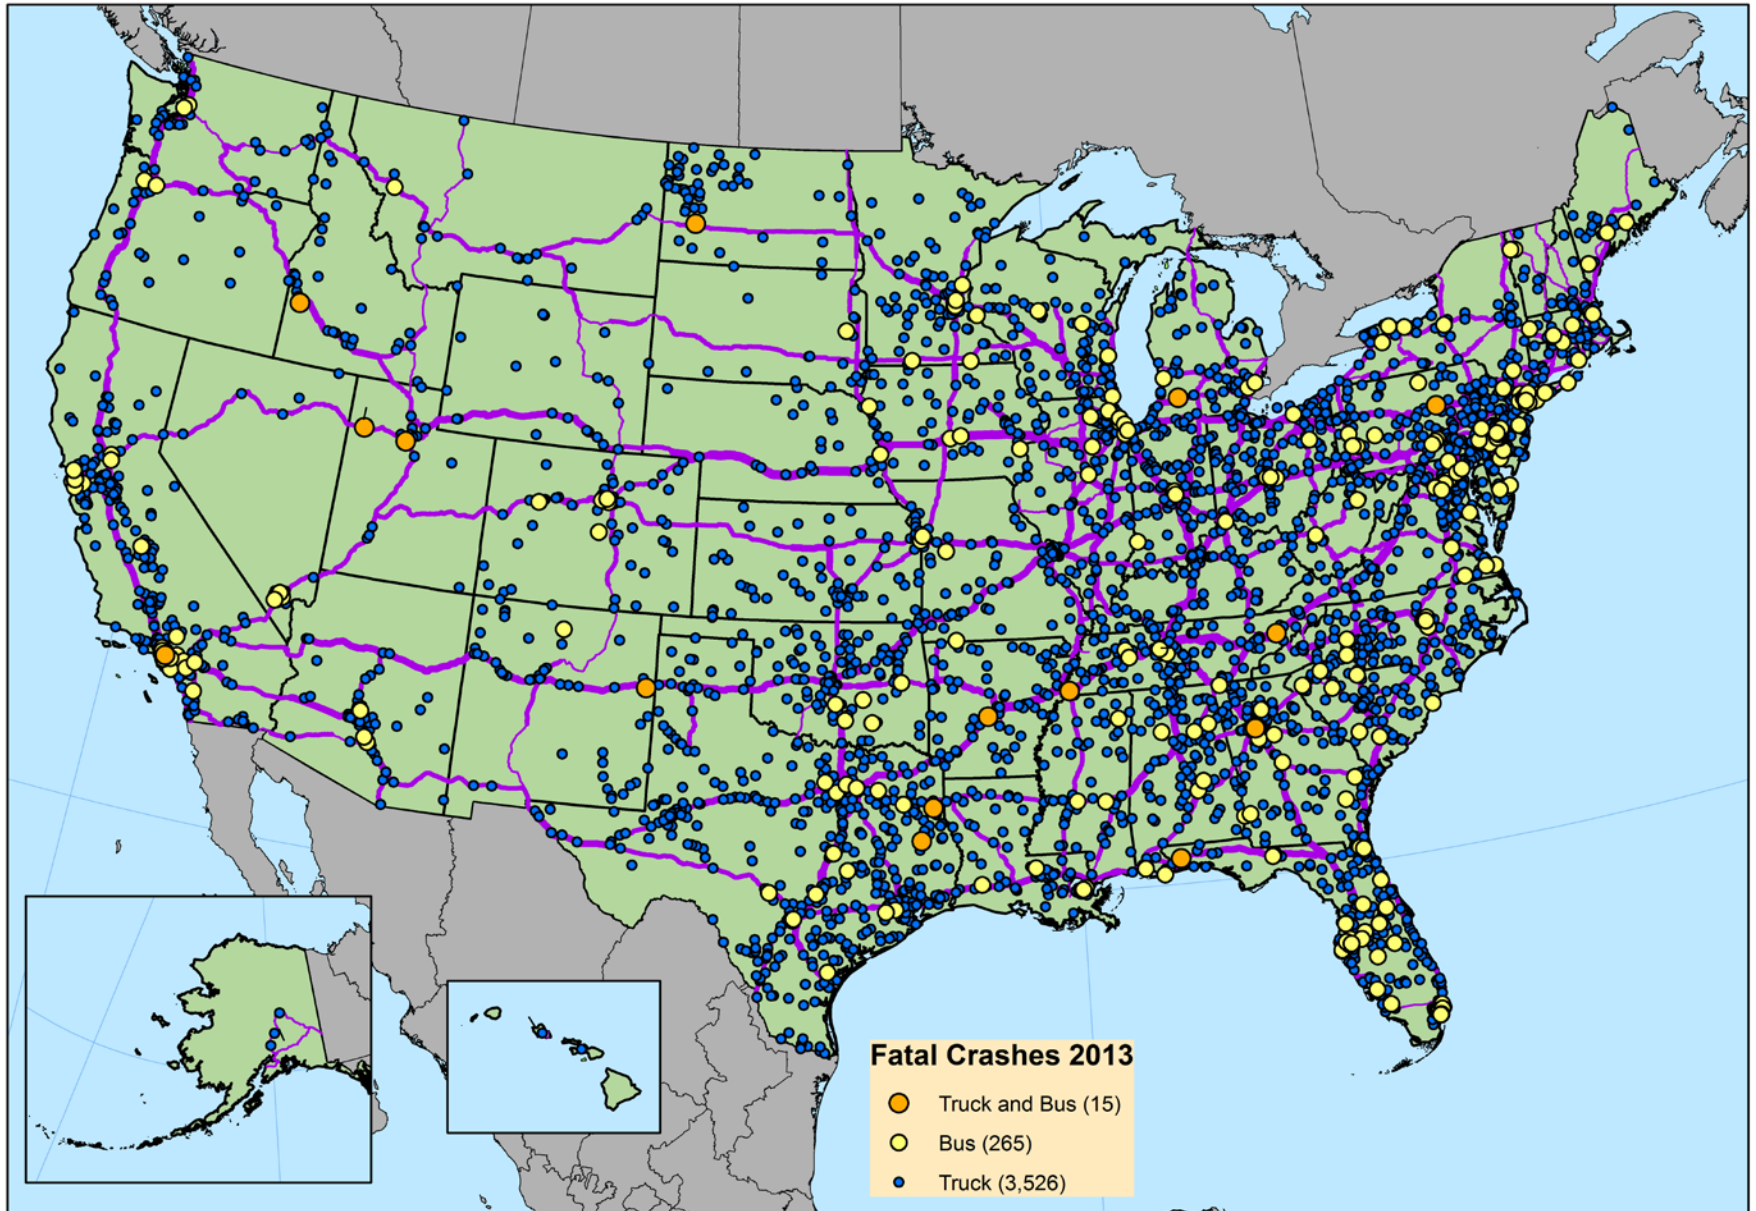 Fatal Crashes 2013
Truck and Bus (15)
Bus (265)
Truck (3,526)